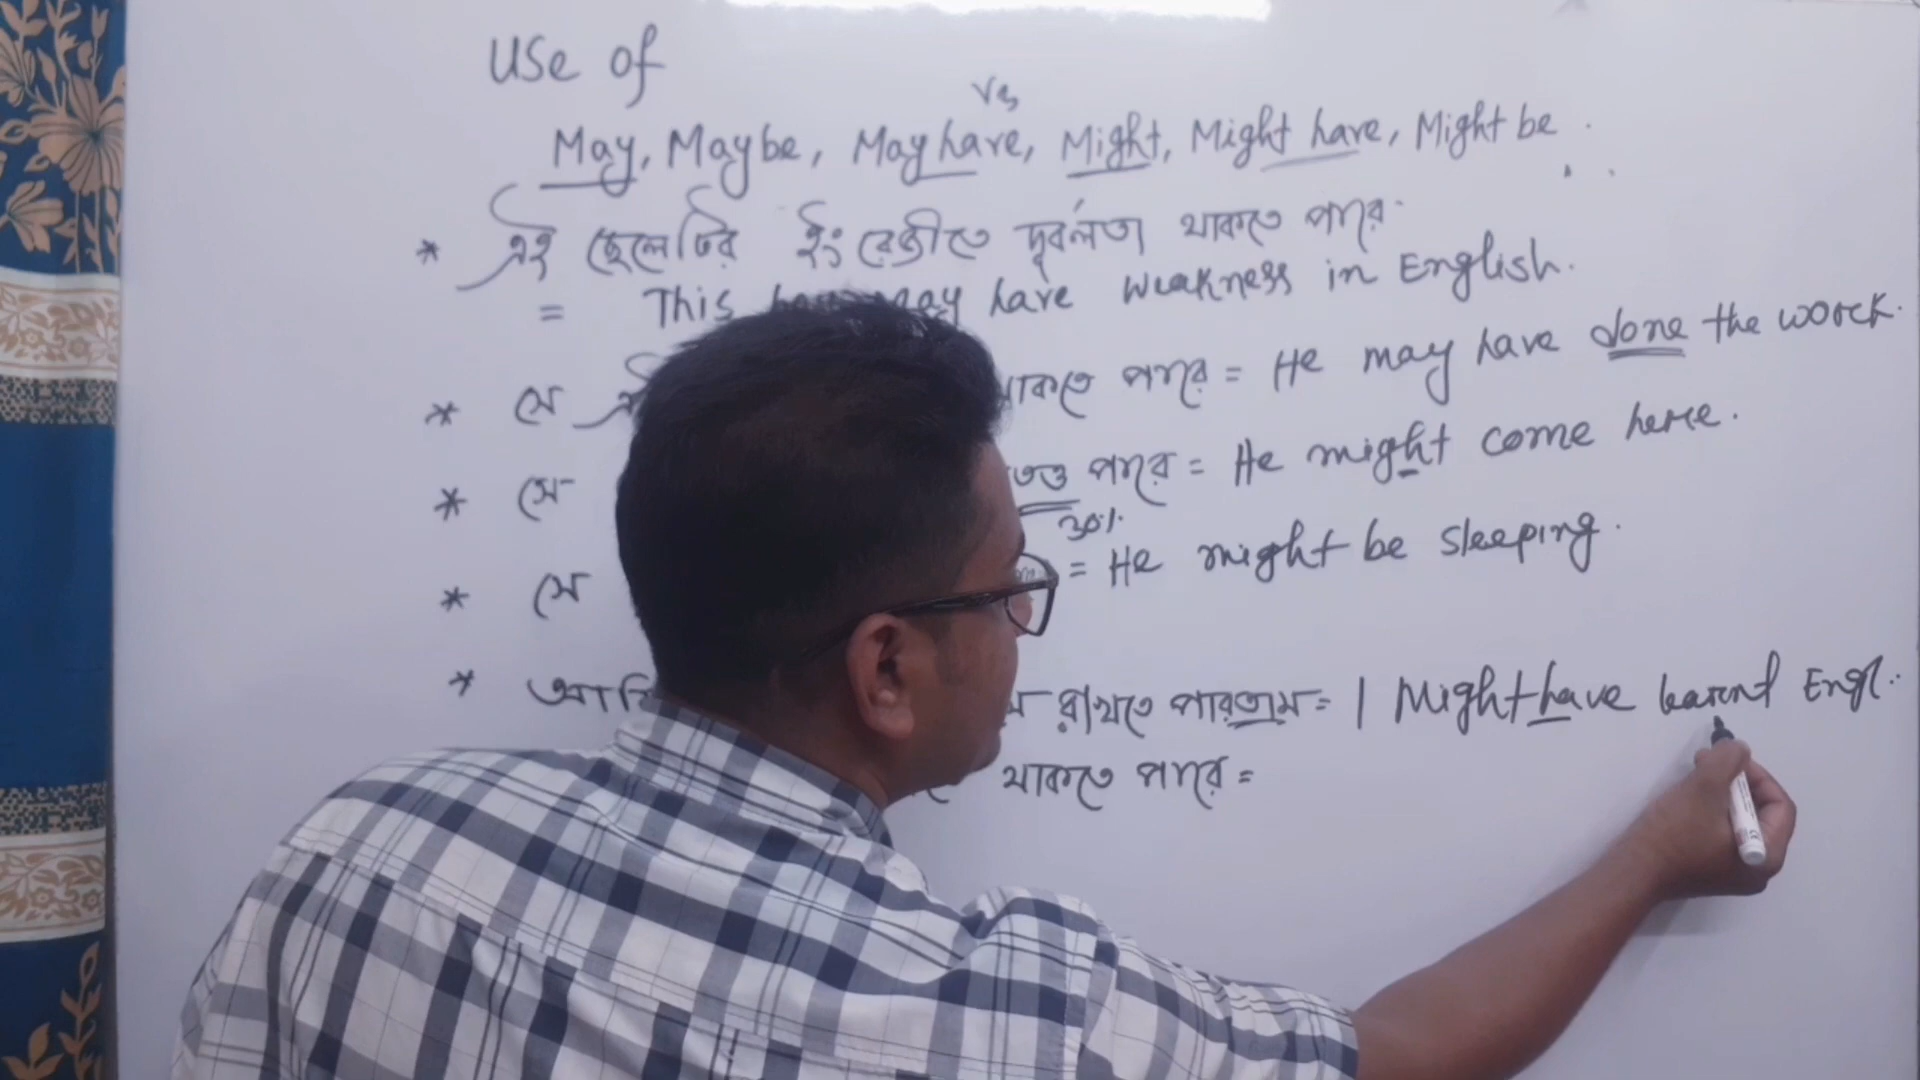 Use of
Vs
May, Maybe, May have, Might, Might have, Might be.
* এই ছেলেটির ইংরেজীতে দূর্বলতা থাকতে পারে
= This may have weakness in English.
* সে থাকতে পারে = He may have done the work.
* সে পারে = He might come here.
30%
* সে = He might be sleeping.
* আমি রাখতে পারতাম = I Might have learnt Engl..
থাকতে পারে =